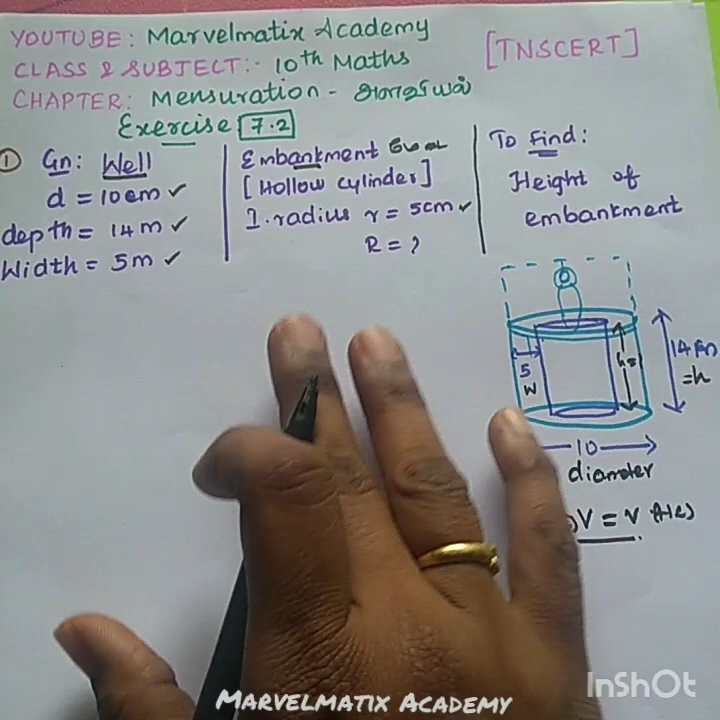 YOUTUBE: Marvelmatix Academy
CLASS & SUBJECT:- 10th Maths
[TNSCERT]
CHAPTER: Mensuration - அளவியல்
Exercise 7.2
① Gn: Well
d = 10cm ✓
depth = 14m ✓
Width = 5m ✓
Embankment
[Hollow cylinder]
I. radius r = 5cm ✓
R = ?
To Find:
Height of
embankment
5
W
14m
= h
10
diameter
V = V
InShOt
MARVELMATIX ACADEMY